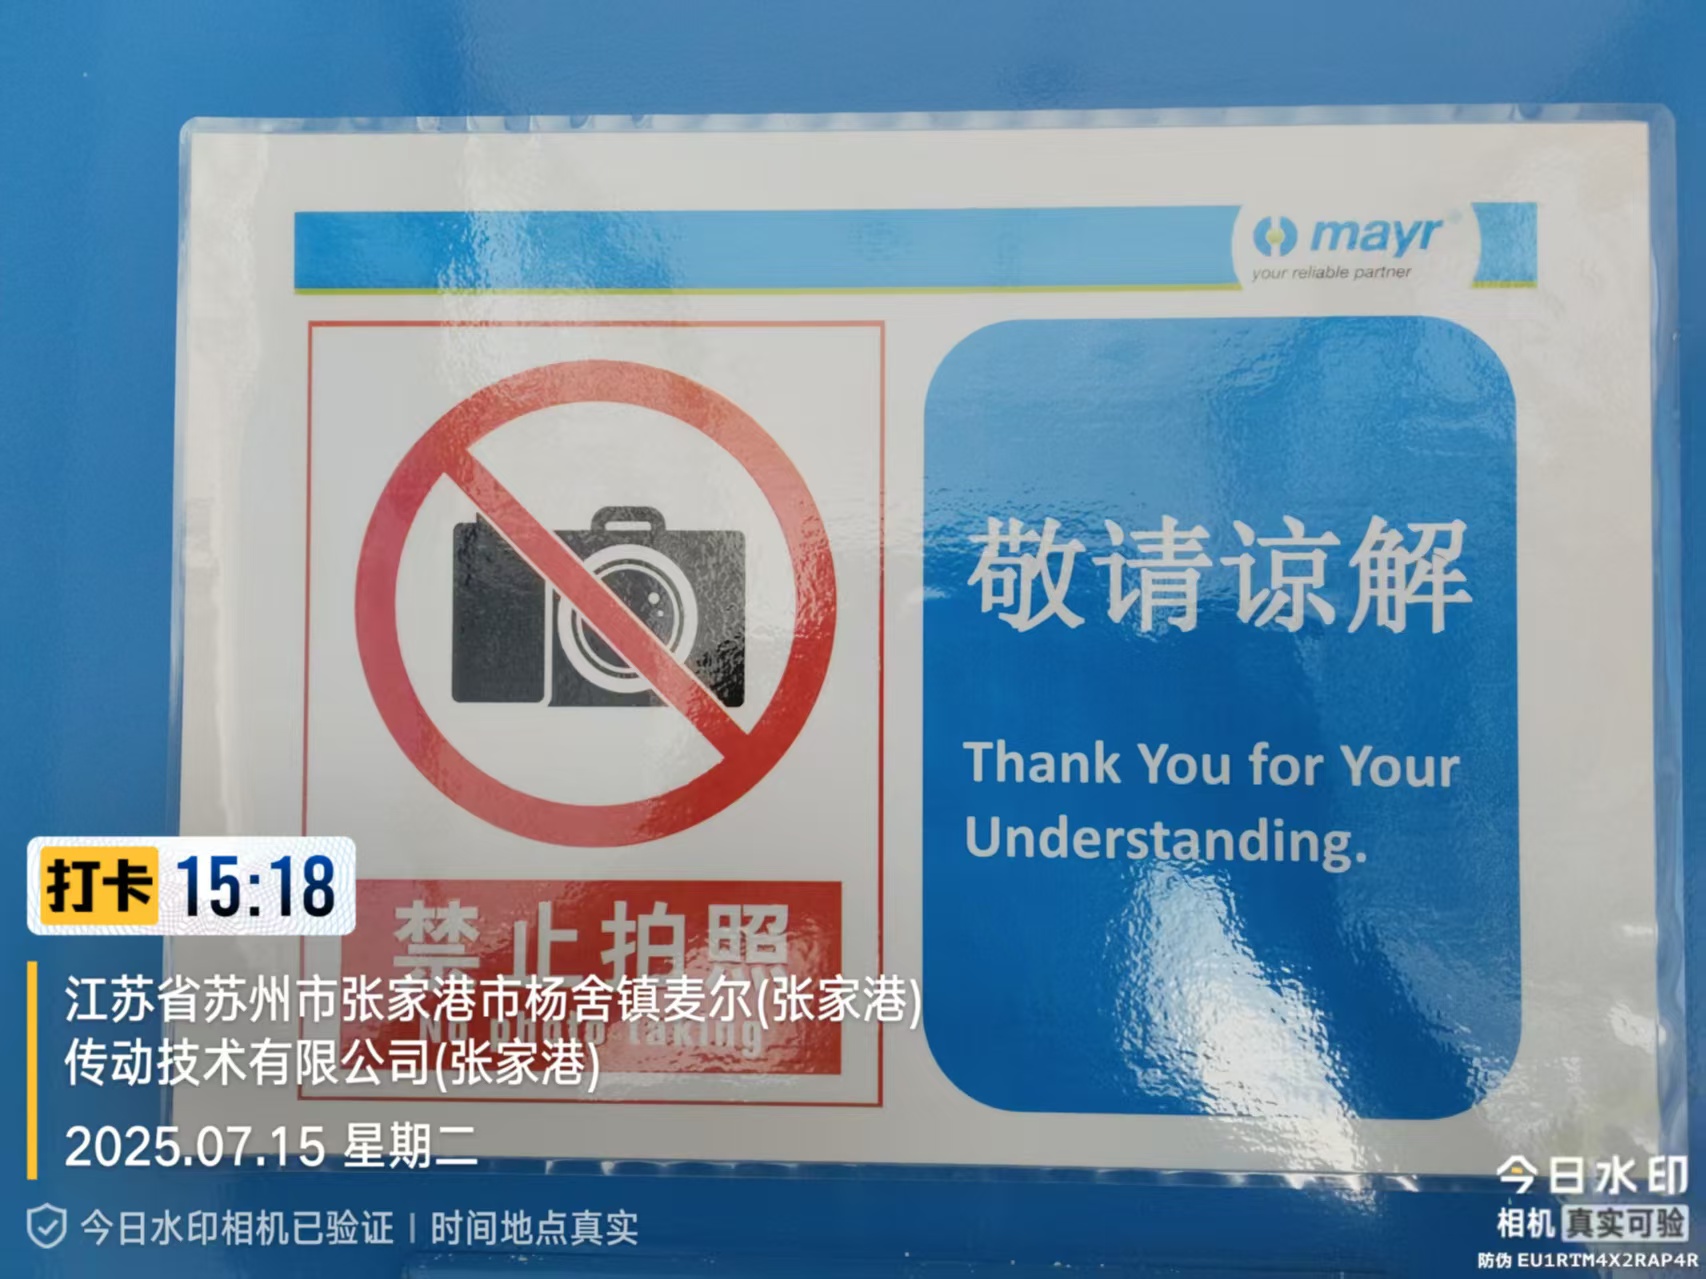 mayr
your reliable partner
敬请谅解
Thank You for Your
Understanding.
禁止拍照
No photo taking
打卡 15:18
江苏省苏州市张家港市杨舍镇麦尔(张家港)
传动技术有限公司(张家港)
2025.07.15 星期二
今日水印相机已验证 | 时间地点真实
今日水印
相机 真实可验
防伪 EU1RTM4X2RAP4R